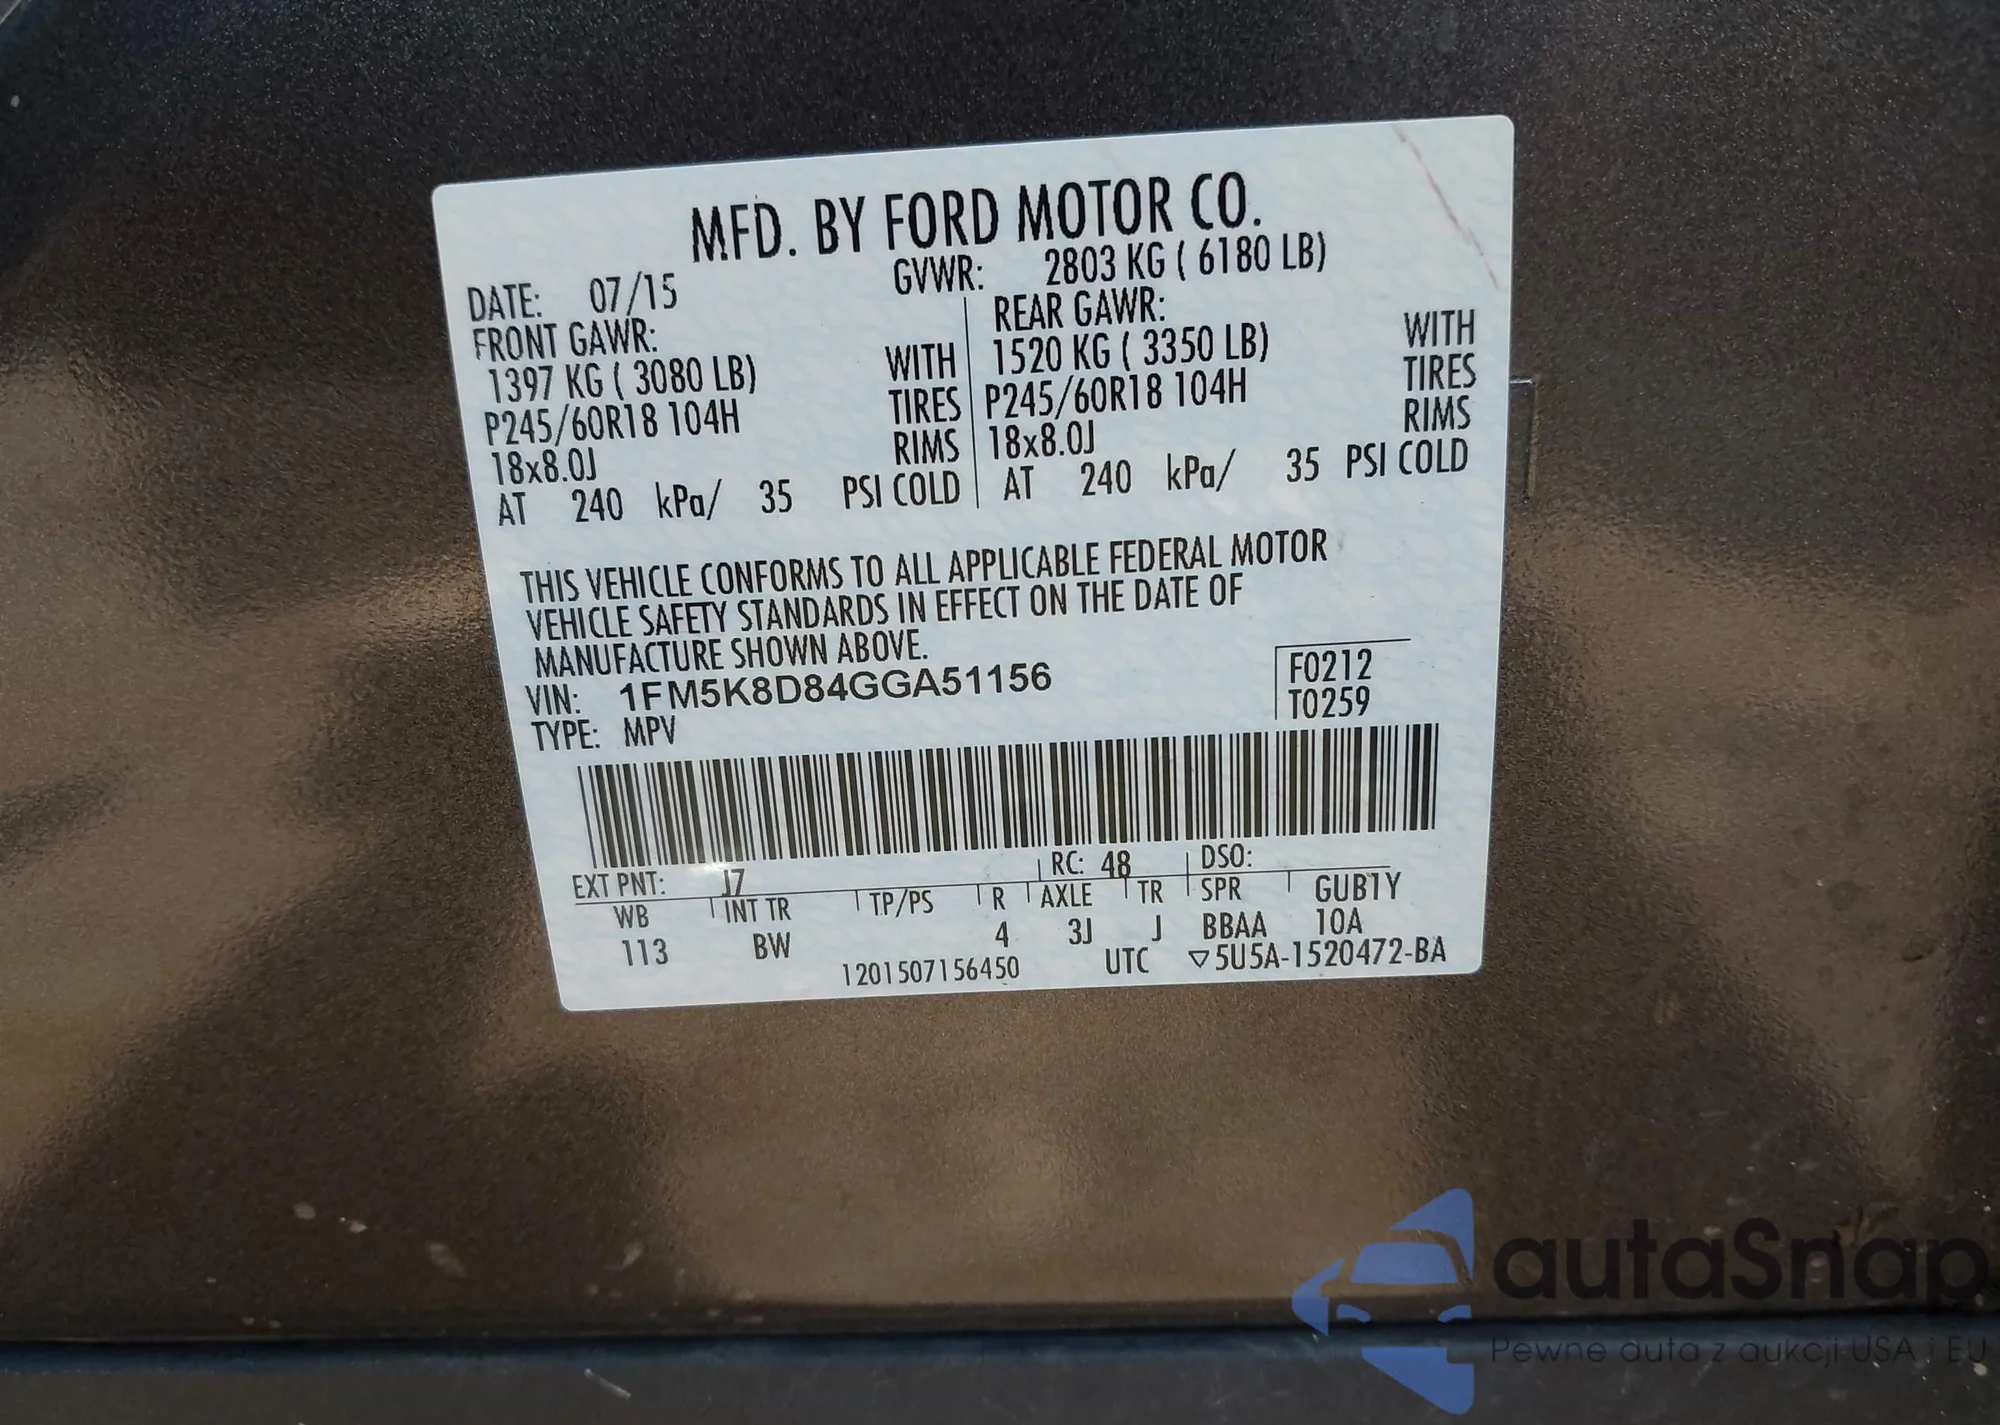 MFD. BY FORD MOTOR CO.
DATE: 07/15 GVWR: 2803 KG ( 6180 LB)
FRONT GAWR: REAR GAWR:
1397 KG ( 3080 LB) WITH 1520 KG ( 3350 LB) WITH
P245/60R18 104H TIRES P245/60R18 104H TIRES
18x8.0J RIMS 18x8.0J RIMS
AT 240 kPa/ 35 PSI COLD AT 240 kPa/ 35 PSI COLD
THIS VEHICLE CONFORMS TO ALL APPLICABLE FEDERAL MOTOR
VEHICLE SAFETY STANDARDS IN EFFECT ON THE DATE OF
MANUFACTURE SHOWN ABOVE.
VIN: 1FM5K8D84GGA51156
TYPE: MPV
F0212
T0259
EXT PNT: J7 RC: 48 DSO:
WB INT TR TP/PS R AXLE TR SPR GUB1Y
113 BW 4 3J J BBAA 10A
1201507156450 UTC ▽5U5A-1520472-BA
autaSnap
Pewne auta z aukcji USA i EU